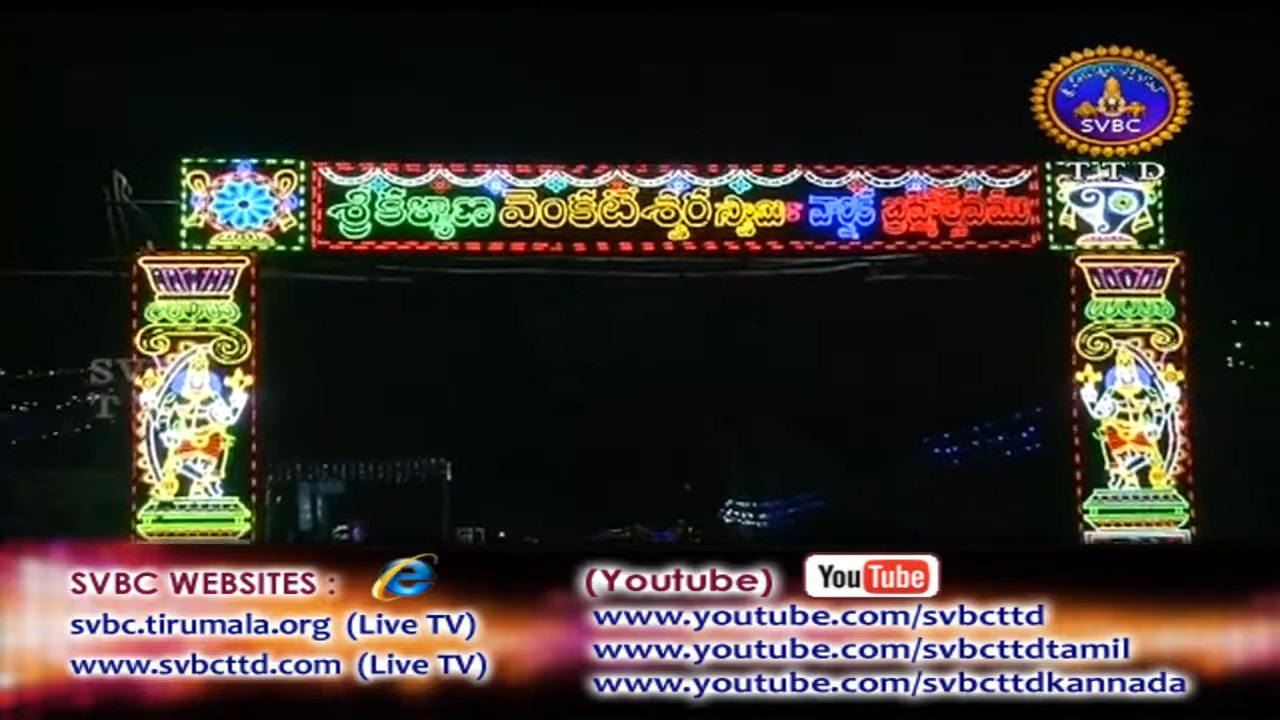 SVBC
T T D
శ్రీ కళ్యాణ వెంకటేశ్వర స్వామి వార్షిక బ్రహ్మోత్సవము
SV
T
SVBC WEBSITES :
svbc.tirumala.org (Live TV)
www.svbcttd.com (Live TV)
(Youtube) YouTube
www.youtube.com/svbcttd
www.youtube.com/svbcttdtamil
www.youtube.com/svbcttdkannada